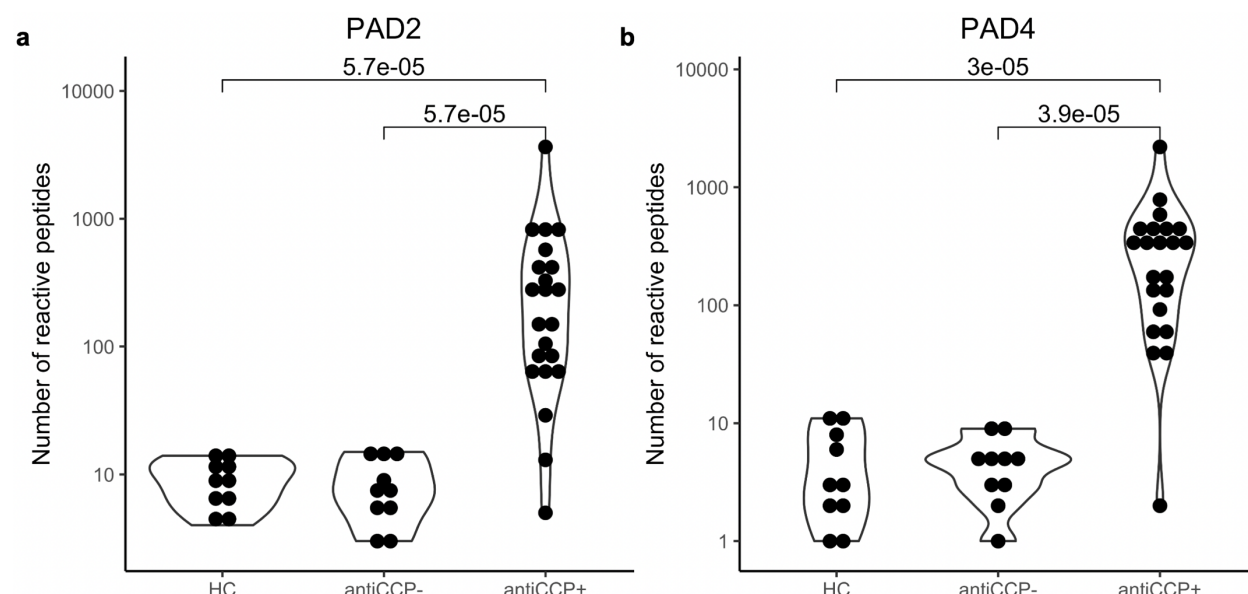 a
PAD2
Number of reactive peptides
10000
1000
100
10
5.7e-05
5.7e-05
HC
antiCCP-
antiCCP+
b
PAD4
Number of reactive peptides
10000
1000
100
10
1
3e-05
3.9e-05
HC
antiCCP-
antiCCP+